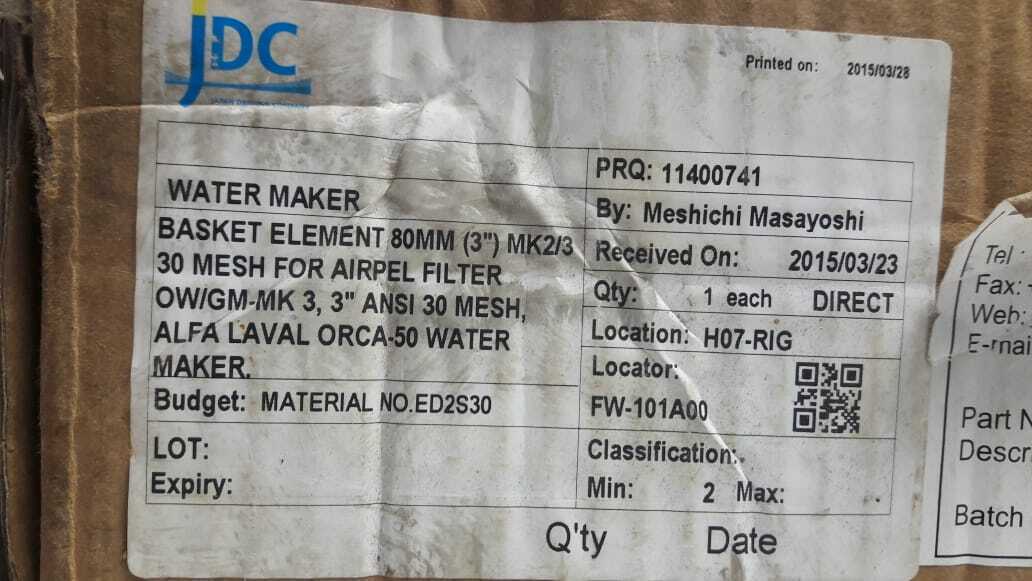 JDC
JAPAN DRILLING COMPANY
Printed on: 2015/03/28
WATER MAKER
BASKET ELEMENT 80MM (3") MK2/3
30 MESH FOR AIRPEL FILTER
OW/GM-MK 3, 3" ANSI 30 MESH,
ALFA LAVAL ORCA-50 WATER
MAKER.
Budget: MATERIAL NO.ED2S30
LOT:
Expiry:
PRQ: 11400741
By: Meshichi Masayoshi
Received On: 2015/03/23
Qty: 1 each DIRECT
Location: H07-RIG
Locator:
FW-101A00
Classification:
Min: 2 Max:
Q'ty Date
Tel :
Fax:
Web:
E-mai
Part N
Descr
Batch